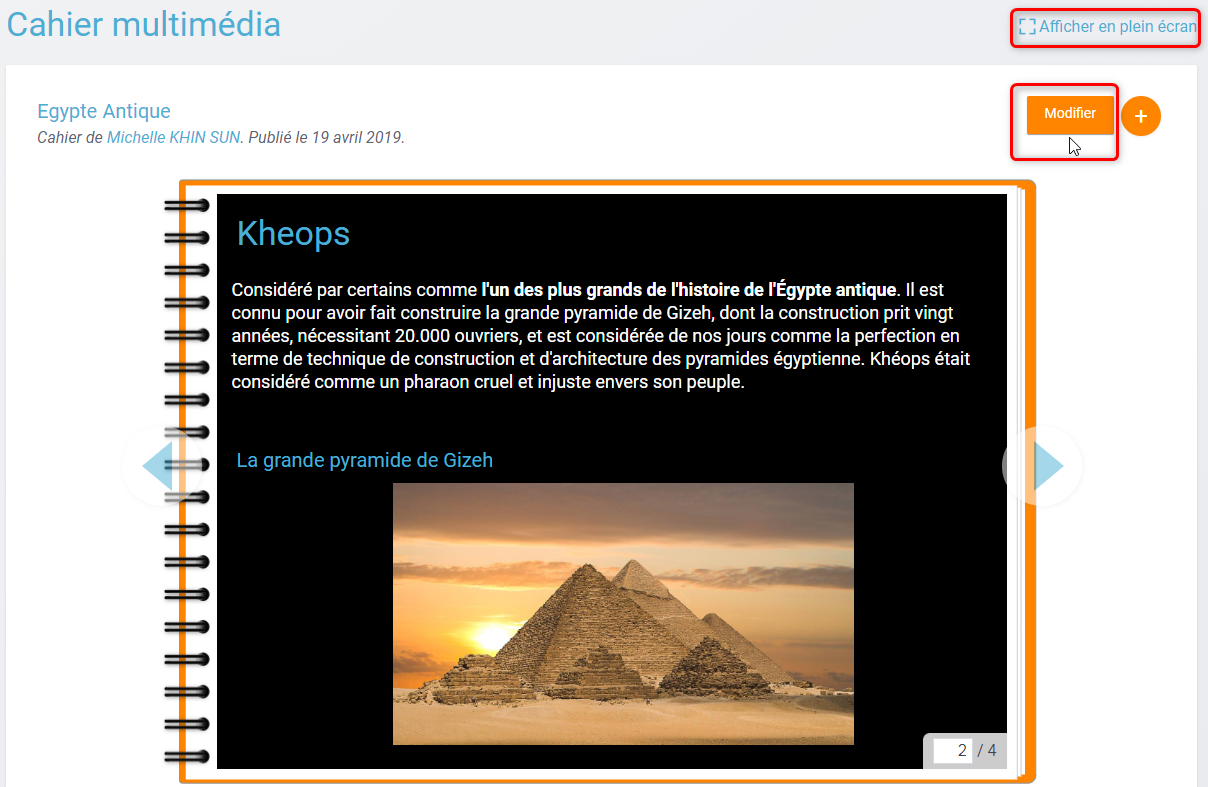 Cahier multimédia
Afficher en plein écran
Egypte Antique
Modifier
+
Cahier de Michelle KHIN SUN. Publié le 19 avril 2019.
Kheops
Considéré par certains comme l'un des plus grands de l'histoire de l'Égypte antique. Il est
connu pour avoir fait construire la grande pyramide de Gizeh, dont la construction prit vingt
années, nécessitant 20.000 ouvriers, et est considérée de nos jours comme la perfection en
terme de technique de construction et d'architecture des pyramides égyptienne. Khéops était
considéré comme un pharaon cruel et injuste envers son peuple.
La grande pyramide de Gizeh
2 / 4